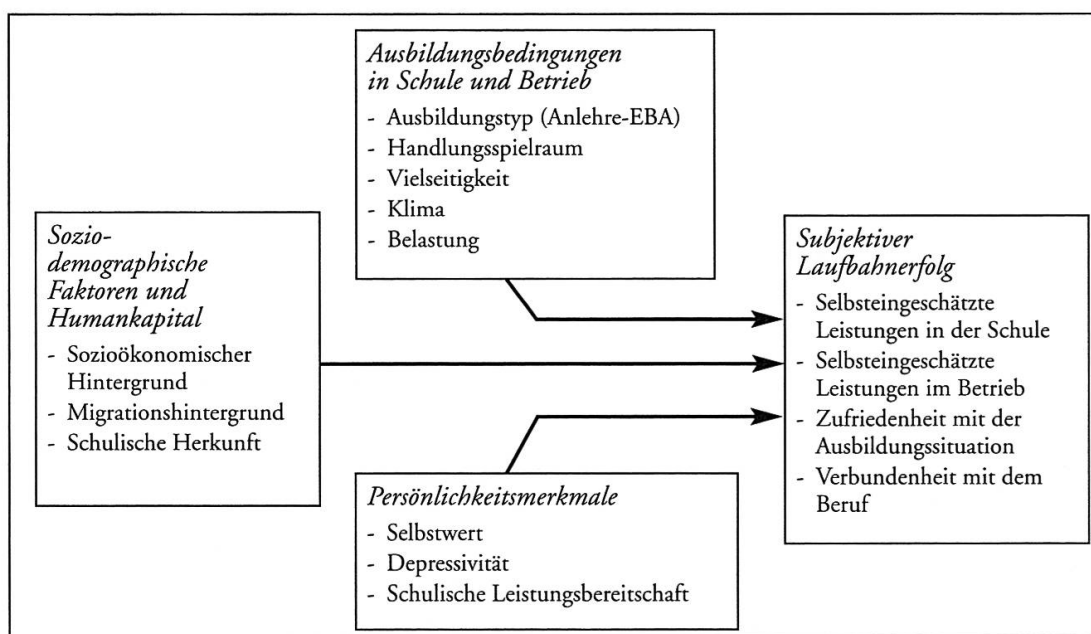 Ausbildungsbedingungen
in Schule und Betrieb
- Ausbildungstyp (Anlehre-EBA)
- Handlungsspielraum
- Vielseitigkeit
- Klima
- Belastung
Sozio-
demographische
Faktoren und
Humankapital
- Sozioökonomischer
Hintergrund
- Migrationshintergrund
- Schulische Herkunft
Subjektiver
Laufbahnerfolg
- Selbsteingeschätzte
Leistungen in der Schule
- Selbsteingeschätzte
Leistungen im Betrieb
- Zufriedenheit mit der
Ausbildungssituation
- Verbundenheit mit dem
Beruf
Persönlichkeitsmerkmale
- Selbstwert
- Depressivität
- Schulische Leistungsbereitschaft